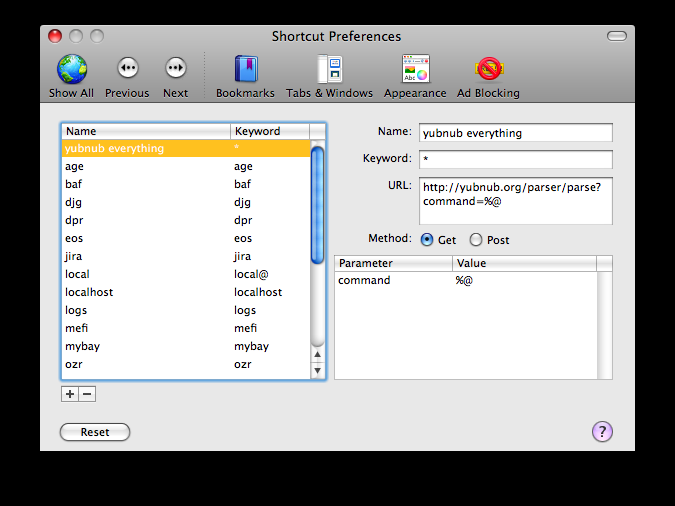 Shortcut Preferences
Show All Previous Next Bookmarks Tabs & Windows Appearance Ad Blocking
Name Keyword
yubnub everything *
age age
baf baf
djg djg
dpr dpr
eos eos
jira jira
local local@
localhost localhost
logs logs
mefi mefi
mybay mybay
ozr ozr
Reset
Name: yubnub everything
Keyword: *
URL: http://yubnub.org/parser/parse?
command=%@
Method: Get Post
Parameter Value
command %@
?